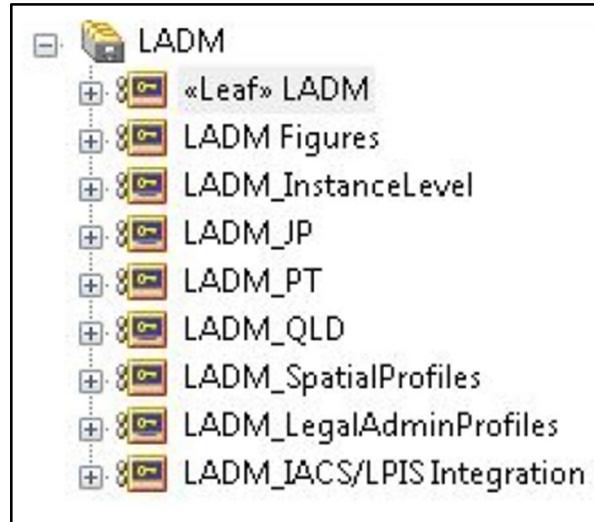 LADM
«Leaf» LADM
LADM Figures
LADM_InstanceLevel
LADM_JP
LADM_PT
LADM_QLD
LADM_SpatialProfiles
LADM_LegalAdminProfiles
LADM_IACS/LPIS Integration